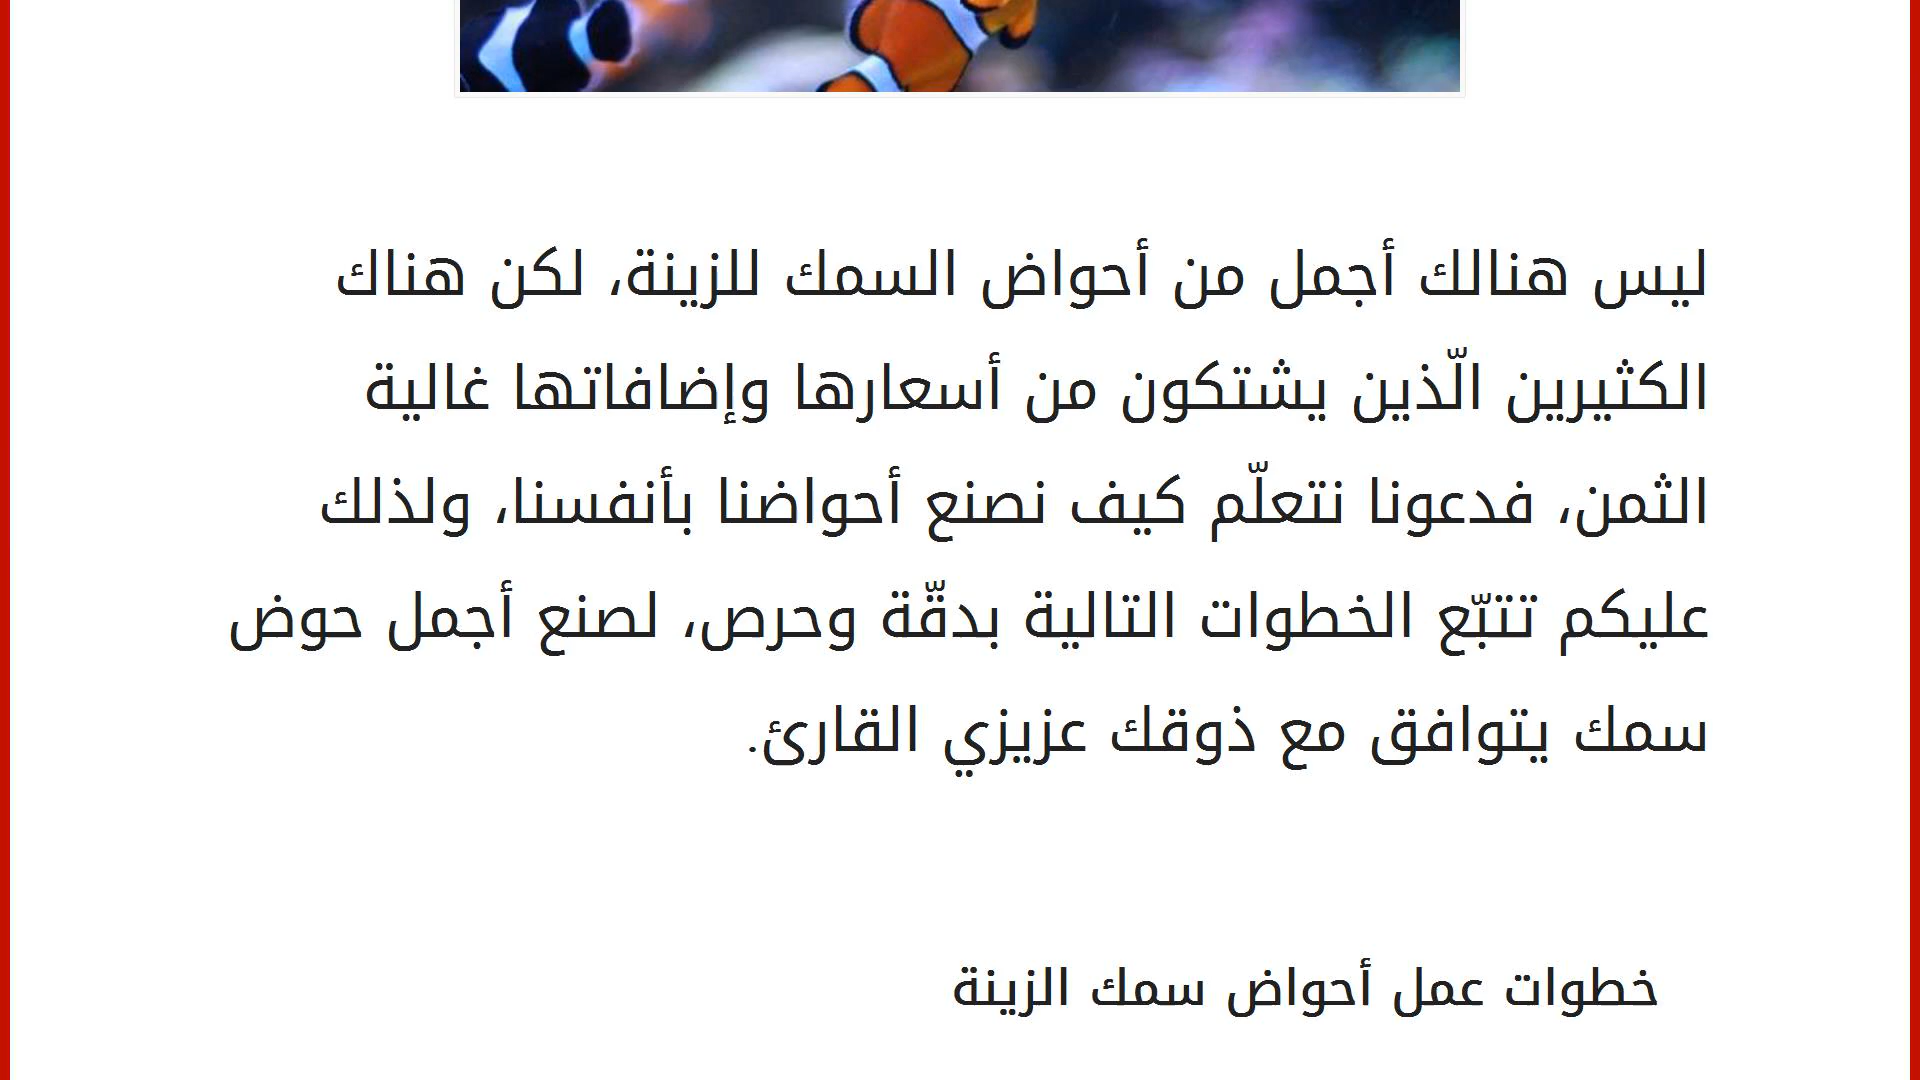 ليس هنالك أجمل من أحواض السمك للزينة، لكن هناك
الكثيرين الّذين يشتكون من أسعارها وإضافاتها غالية
الثمن، فدعونا نتعلّم كيف نصنع أحواضنا بأنفسنا، ولذلك
عليكم تتبّع الخطوات التالية بدقّة وحرص، لصنع أجمل حوض
سمك يتوافق مع ذوقك عزيزي القارئ.
خطوات عمل أحواض سمك الزينة